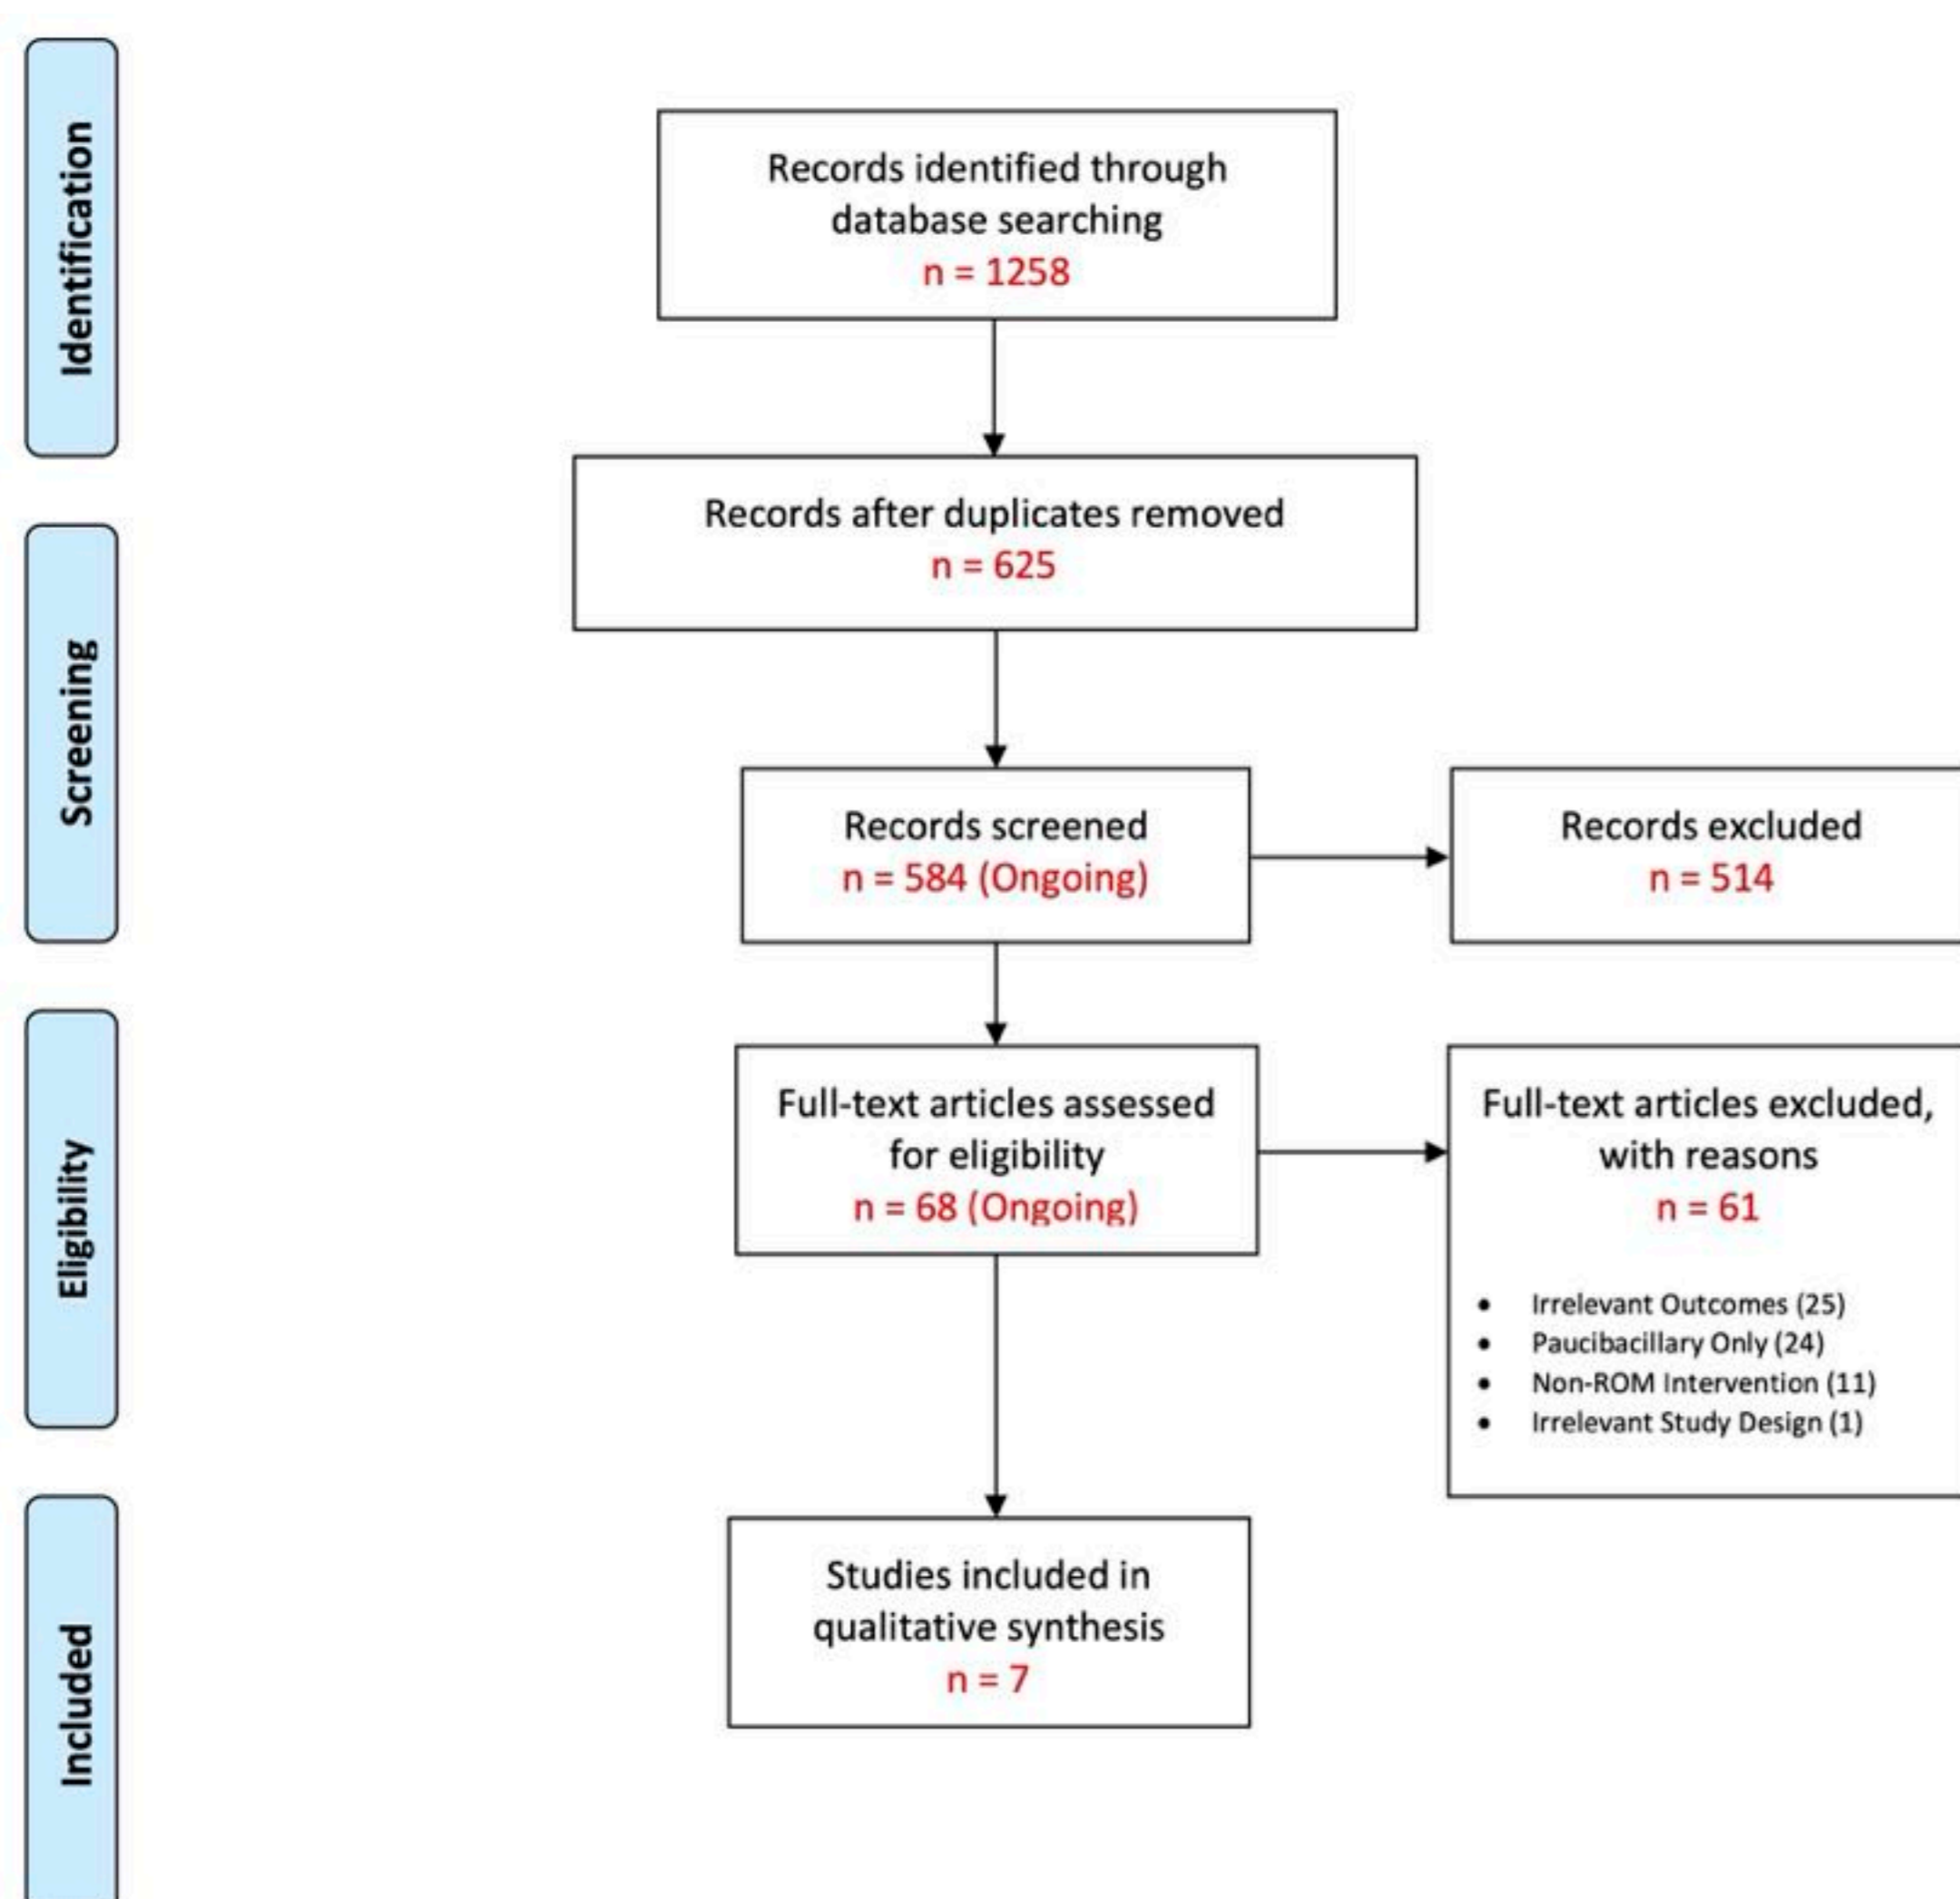 Identification
Records identified through
database searching
n = 1258
Records after duplicates removed
n = 625
Screening
Records screened
n = 584 (Ongoing)
Records excluded
n = 514
Eligibility
Full-text articles assessed
for eligibility
n = 68 (Ongoing)
Full-text articles excluded,
with reasons
n = 61
• Irrelevant Outcomes (25)
• Paucibacillary Only (24)
• Non-ROM Intervention (11)
• Irrelevant Study Design (1)
Included
Studies included in
qualitative synthesis
n = 7